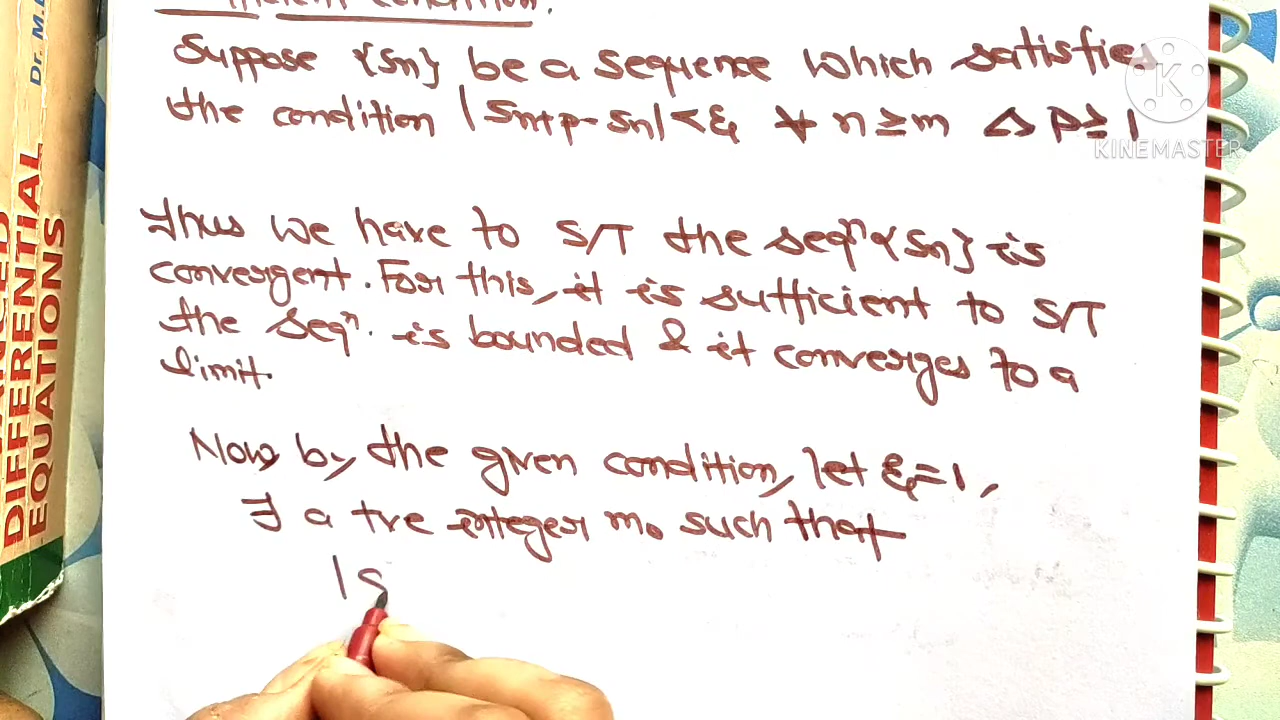 condition.
Suppose {Sn} be a sequence which satisfies
the condition |Sn+p - Sn| < ε, ∀ n ≥ m & p ≥ 1
Thus we have to S/T the seqⁿ {Sn} is
convergent. For this, it is sufficient to S/T
the seqⁿ. is bounded & it converges to a
limit.
Now by the given condition, let ε = 1,
∃ a +ve integer m₀ such that
|S
K
KINEMASTER
Dr. M.D
DIFFERENTIAL
EQUATIONS